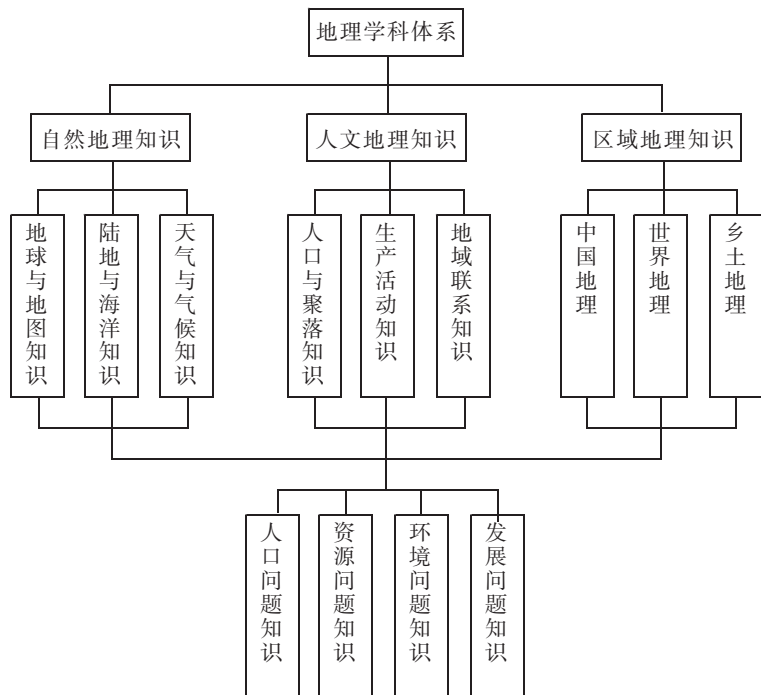 地理学科体系
自然地理知识
人文地理知识
区域地理知识
地球与地图知识
陆地与海洋知识
天气与气候知识
人口与聚落知识
生产活动知识
地域联系知识
中国地理
世界地理
乡土地理
人口问题知识
资源问题知识
环境问题知识
发展问题知识